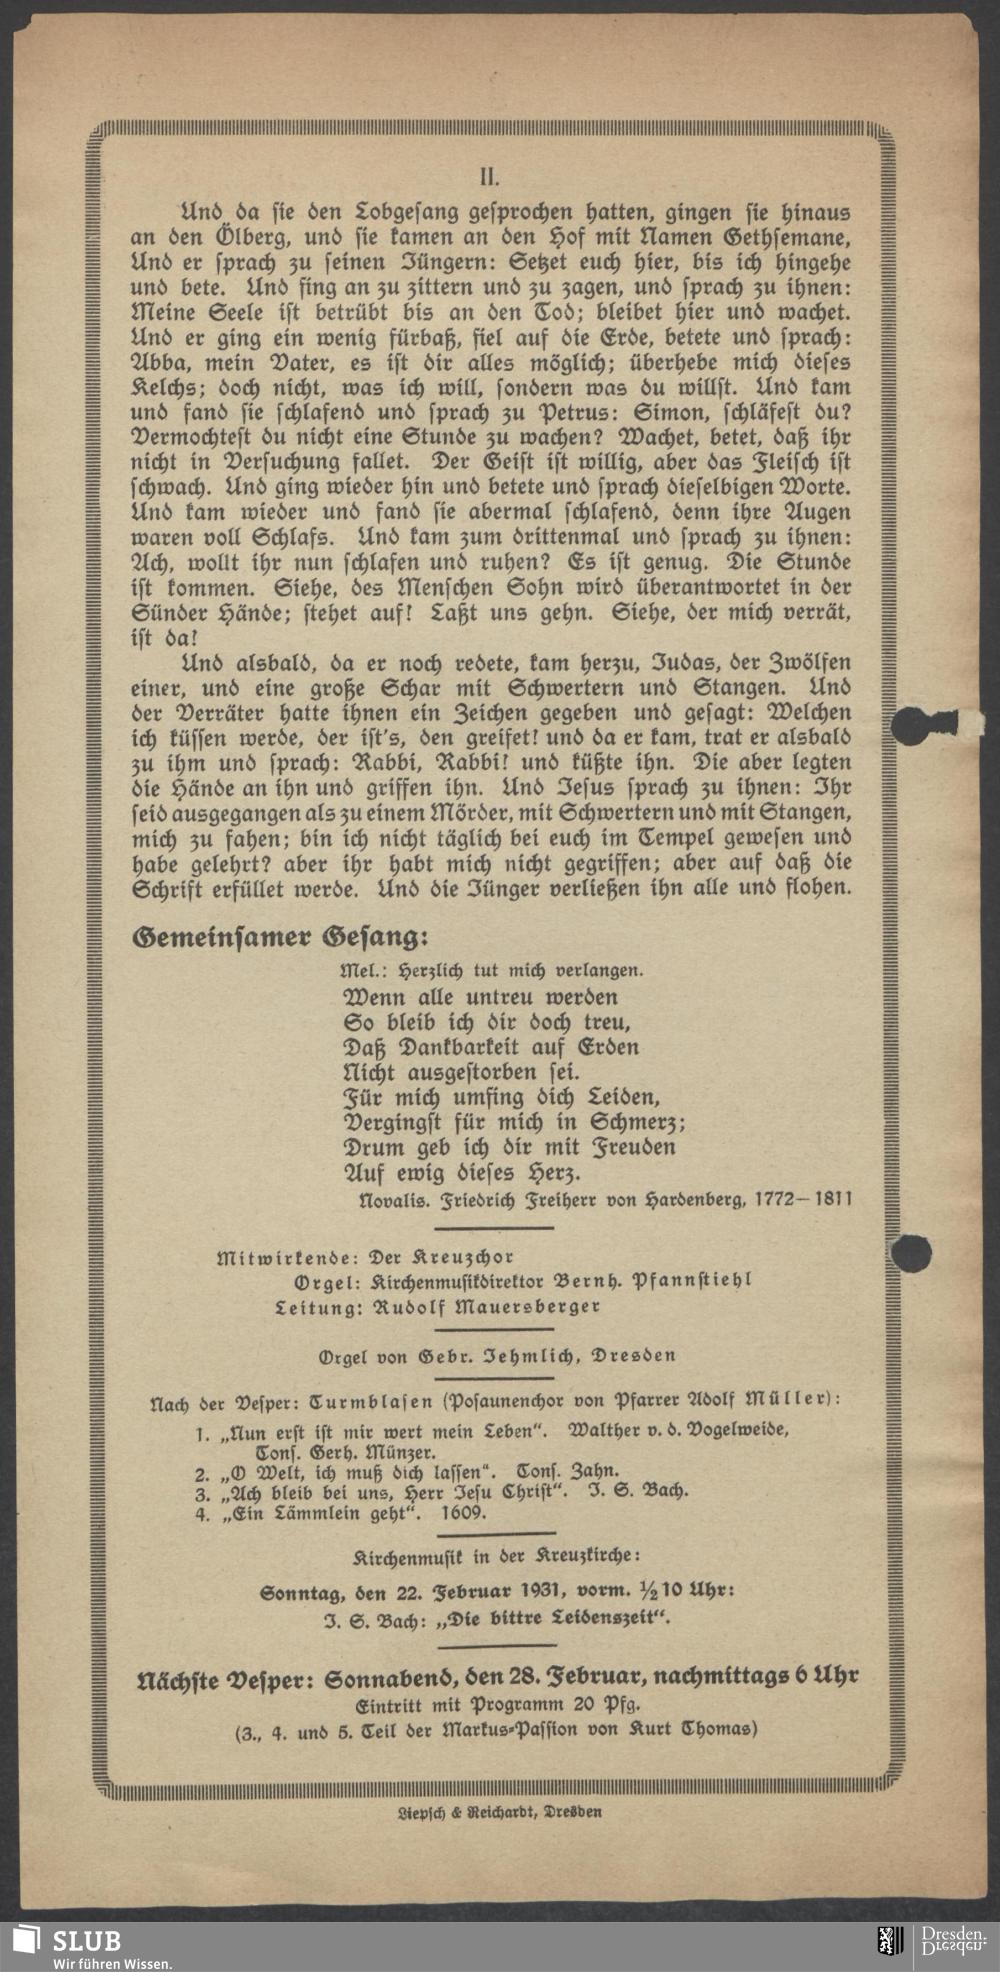 II.
Und da sie den Lobgesang gesprochen hatten, gingen sie hinaus
an den Ölberg, und sie kamen an den Hof mit Namen Gethsemane,
Und er sprach zu seinen Jüngern: Setzet euch hier, bis ich hingehe
und bete. Und fing an zu zittern und zu zagen, und sprach zu ihnen:
Meine Seele ist betrübt bis an den Tod; bleibet hier und wachet.
Und er ging ein wenig fürbaß, fiel auf die Erde, betete und sprach:
Abba, mein Vater, es ist dir alles möglich; überhebe mich dieses
Kelchs; doch nicht, was ich will, sondern was du willst. Und kam
und fand sie schlafend und sprach zu Petrus: Simon, schläfest du?
Vermochtest du nicht eine Stunde zu wachen? Wachet, betet, daß ihr
nicht in Versuchung fallet. Der Geist ist willig, aber das Fleisch ist
schwach. Und ging wieder hin und betete und sprach dieselbigen Worte.
Und kam wieder und fand sie abermal schlafend, denn ihre Augen
waren voll Schlafs. Und kam zum drittenmal und sprach zu ihnen:
Ach, wollt ihr nun schlafen und ruhen? Es ist genug. Die Stunde
ist kommen. Siehe, des Menschen Sohn wird überantwortet in der
Sünder Hände; stehet auf! Laßt uns gehn. Siehe, der mich verrät,
ist da!
Und alsbald, da er noch redete, kam herzu, Judas, der Zwölfen
einer, und eine große Schar mit Schwertern und Stangen. Und
der Verräter hatte ihnen ein Zeichen gegeben und gesagt: Welchen
ich küssen werde, der ist's, den greifet! und da er kam, trat er alsbald
zu ihm und sprach: Rabbi, Rabbi! und küßte ihn. Die aber legten
die Hände an ihn und griffen ihn. Und Jesus sprach zu ihnen: Ihr
seid ausgegangen als zu einem Mörder, mit Schwertern und mit Stangen,
mich zu fahen; bin ich nicht täglich bei euch im Tempel gewesen und
habe gelehrt? aber ihr habt mich nicht gegriffen; aber auf daß die
Schrift erfüllet werde. Und die Jünger verließen ihn alle und flohen.
Gemeinsamer Gesang:
Mel.: Herzlich tut mich verlangen.
Wenn alle untreu werden
So bleib ich dir doch treu,
Daß Dankbarkeit auf Erden
Nicht ausgestorben sei.
Für mich umfing dich Leiden,
Vergingst für mich in Schmerz;
Drum geb ich dir mit Freuden
Auf ewig dieses Herz.
Novalis. Friedrich Freiherr von Hardenberg, 1772–1811
Mitwirkende: Der Kreuzchor
Orgel: Kirchenmusikdirektor Bernh. Pfannstiehl
Leitung: Rudolf Mauersberger
Orgel von Gebr. Jehmlich, Dresden
Nach der Vesper: Turmblasen (Posaunenchor von Pfarrer Adolf Müller):
1. „Nun erst ist mir wert mein Leben“. Walther v. d. Vogelweide,
Tons. Gerh. Münzer.
2. „O Welt, ich muß dich lassen“. Tons. Zahn.
3. „Ach bleib bei uns, Herr Jesu Christ“. J. S. Bach.
4. „Ein Lämmlein geht“. 1609.
Kirchenmusik in der Kreuzkirche:
Sonntag, den 22. Februar 1931, vorm. ½10 Uhr:
J. S. Bach: „Die bittre Leidenszeit“.
Nächste Vesper: Sonnabend, den 28. Februar, nachmittags 6 Uhr
Eintritt mit Programm 20 Pfg.
(3., 4. und 5. Teil der Markus-Passion von Kurt Thomas)
Liepsch & Reichardt, Dresden
SLUB
Wir führen Wissen.
Dresden.
Dresden.